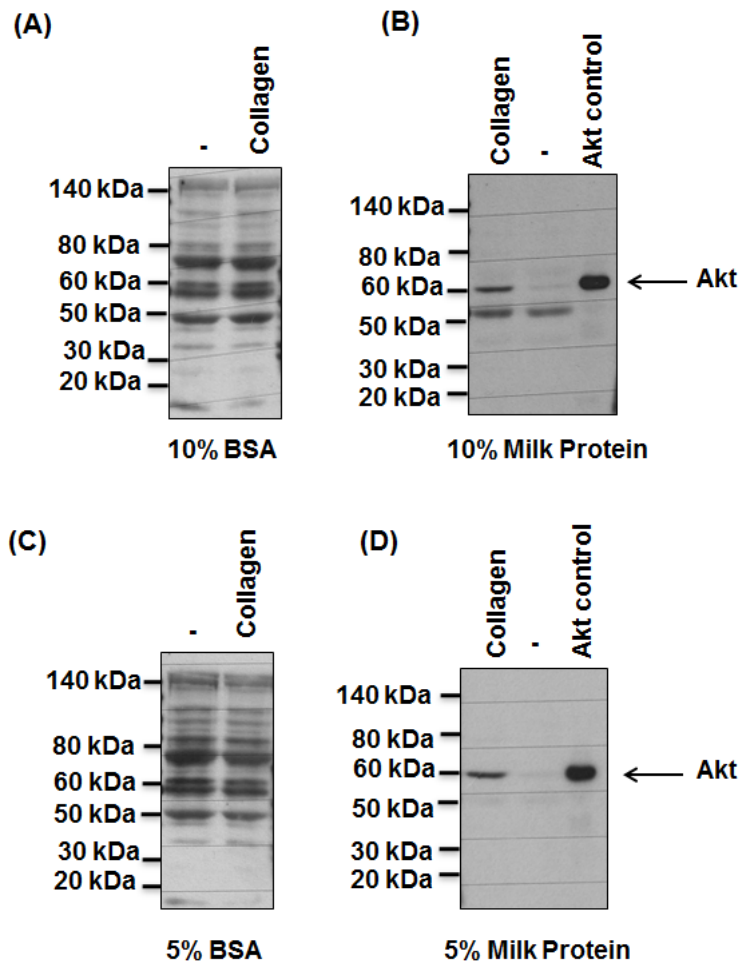 (A)
-
Collagen
140 kDa
80 kDa
60 kDa
50 kDa
30 kDa
20 kDa
10% BSA
(B)
Collagen
-
Akt control
140 kDa
80 kDa
60 kDa
50 kDa
30 kDa
20 kDa
Akt
10% Milk Protein
(C)
-
Collagen
140 kDa
80 kDa
60 kDa
50 kDa
30 kDa
20 kDa
5% BSA
(D)
Collagen
-
Akt control
140 kDa
80 kDa
60 kDa
50 kDa
30 kDa
20 kDa
Akt
5% Milk Protein